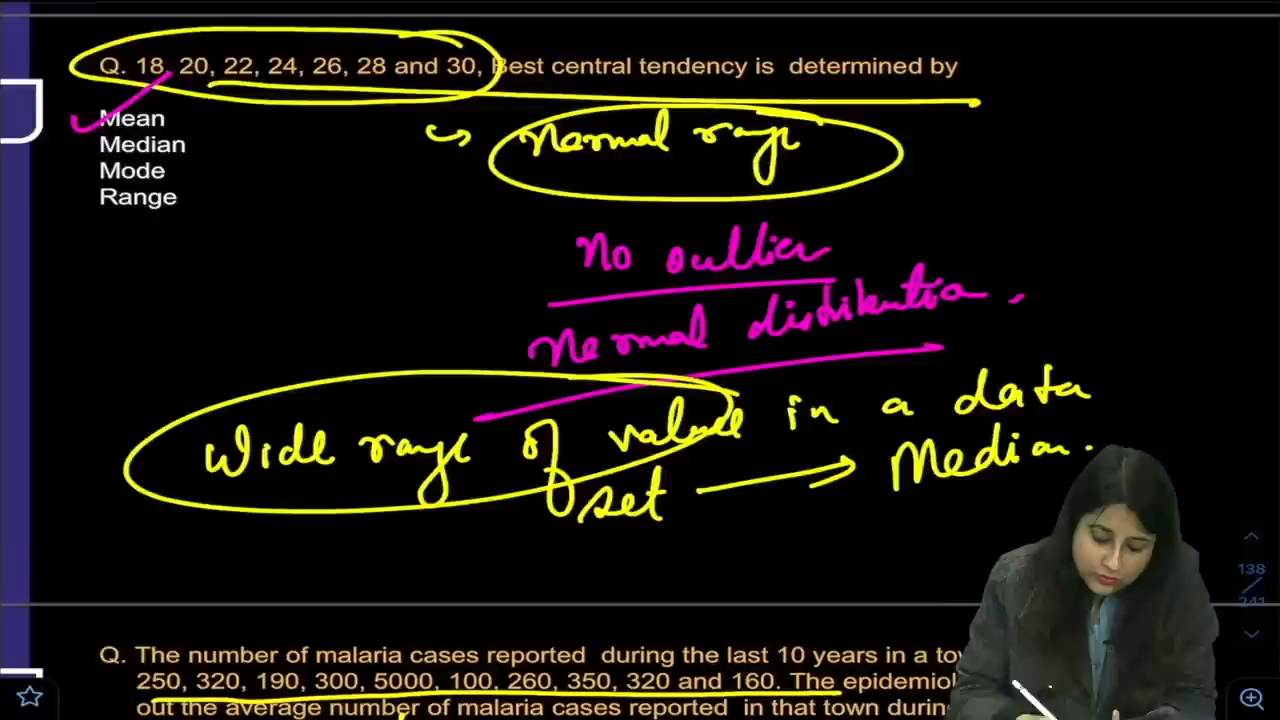 Q. 18, 20, 22, 24, 26, 28 and 30, Best central tendency is determined by
Mean
Median
Mode
Range
Normal range
No outlier
Normal distribution.
Wide range of value in a data
set → Median.
138
241
Q. The number of malaria cases reported during the last 10 years in a
250, 320, 190, 300, 5000, 100, 260, 350, 320 and 160. The
out the average number of malaria cases reported in that town